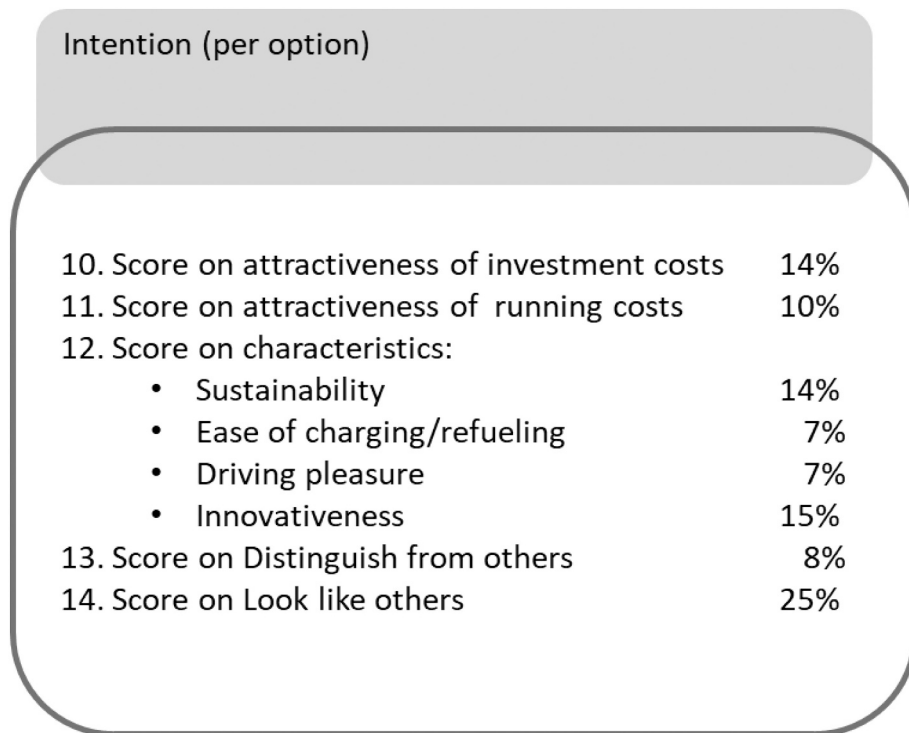 Intention (per option)
10. Score on attractiveness of investment costs 14%
11. Score on attractiveness of running costs 10%
12. Score on characteristics:
• Sustainability 14%
• Ease of charging/refueling 7%
• Driving pleasure 7%
• Innovativeness 15%
13. Score on Distinguish from others 8%
14. Score on Look like others 25%